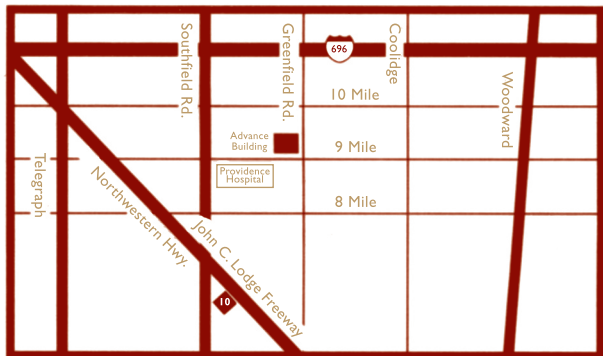 Southfield Rd.
Greenfield Rd.
696
Coolidge
10 Mile
Woodward
Advance
Building
9 Mile
Telegraph
Northwestern Hwy.
Providence
Hospital
8 Mile
John C. Lodge Freeway
10